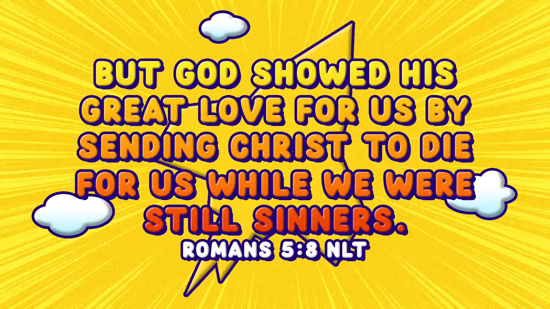 BUT GOD SHOWED HIS
GREAT LOVE FOR US BY
SENDING CHRIST TO DIE
FOR US WHILE WE WERE
STILL SINNERS.
ROMANS 5:8 NLT